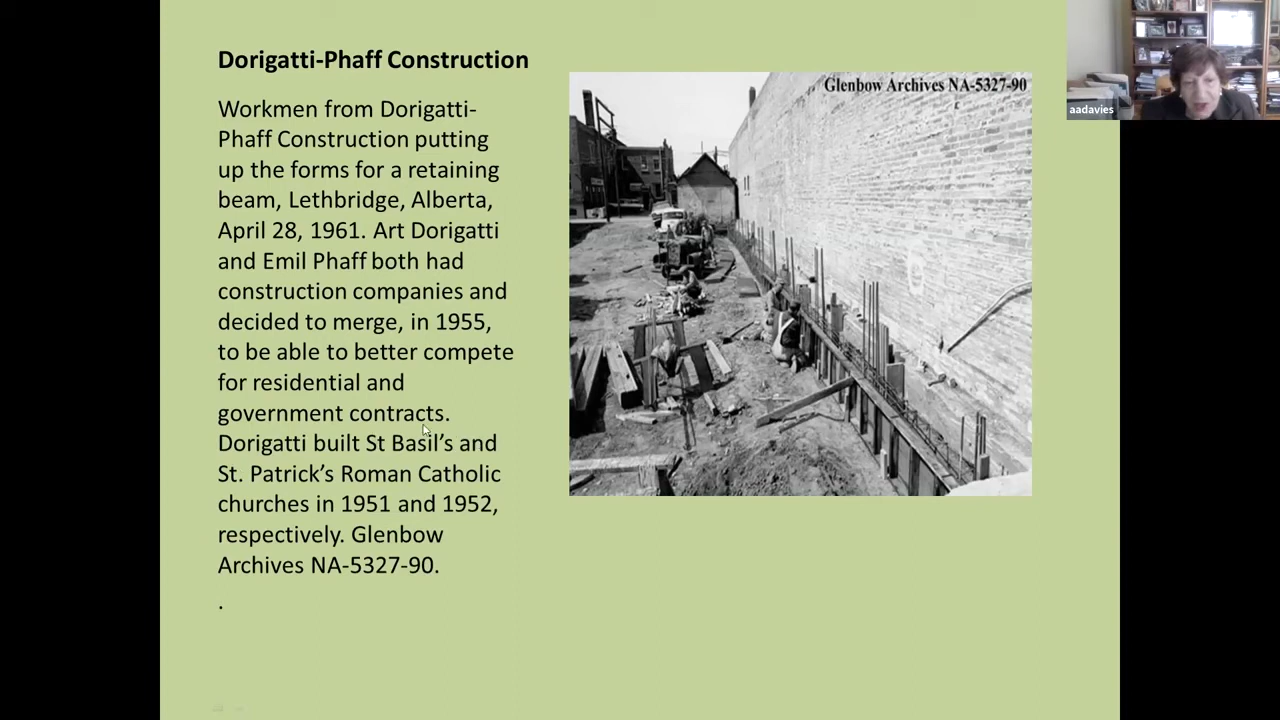 Dorigatti-Phaff Construction
Workmen from Dorigatti-
Phaff Construction putting
up the forms for a retaining
beam, Lethbridge, Alberta,
April 28, 1961. Art Dorigatti
and Emil Phaff both had
construction companies and
decided to merge, in 1955,
to be able to better compete
for residential and
government contracts.
Dorigatti built St Basil’s and
St. Patrick’s Roman Catholic
churches in 1951 and 1952,
respectively. Glenbow
Archives NA-5327-90.
.
Glenbow Archives NA-5327-90
aadavies